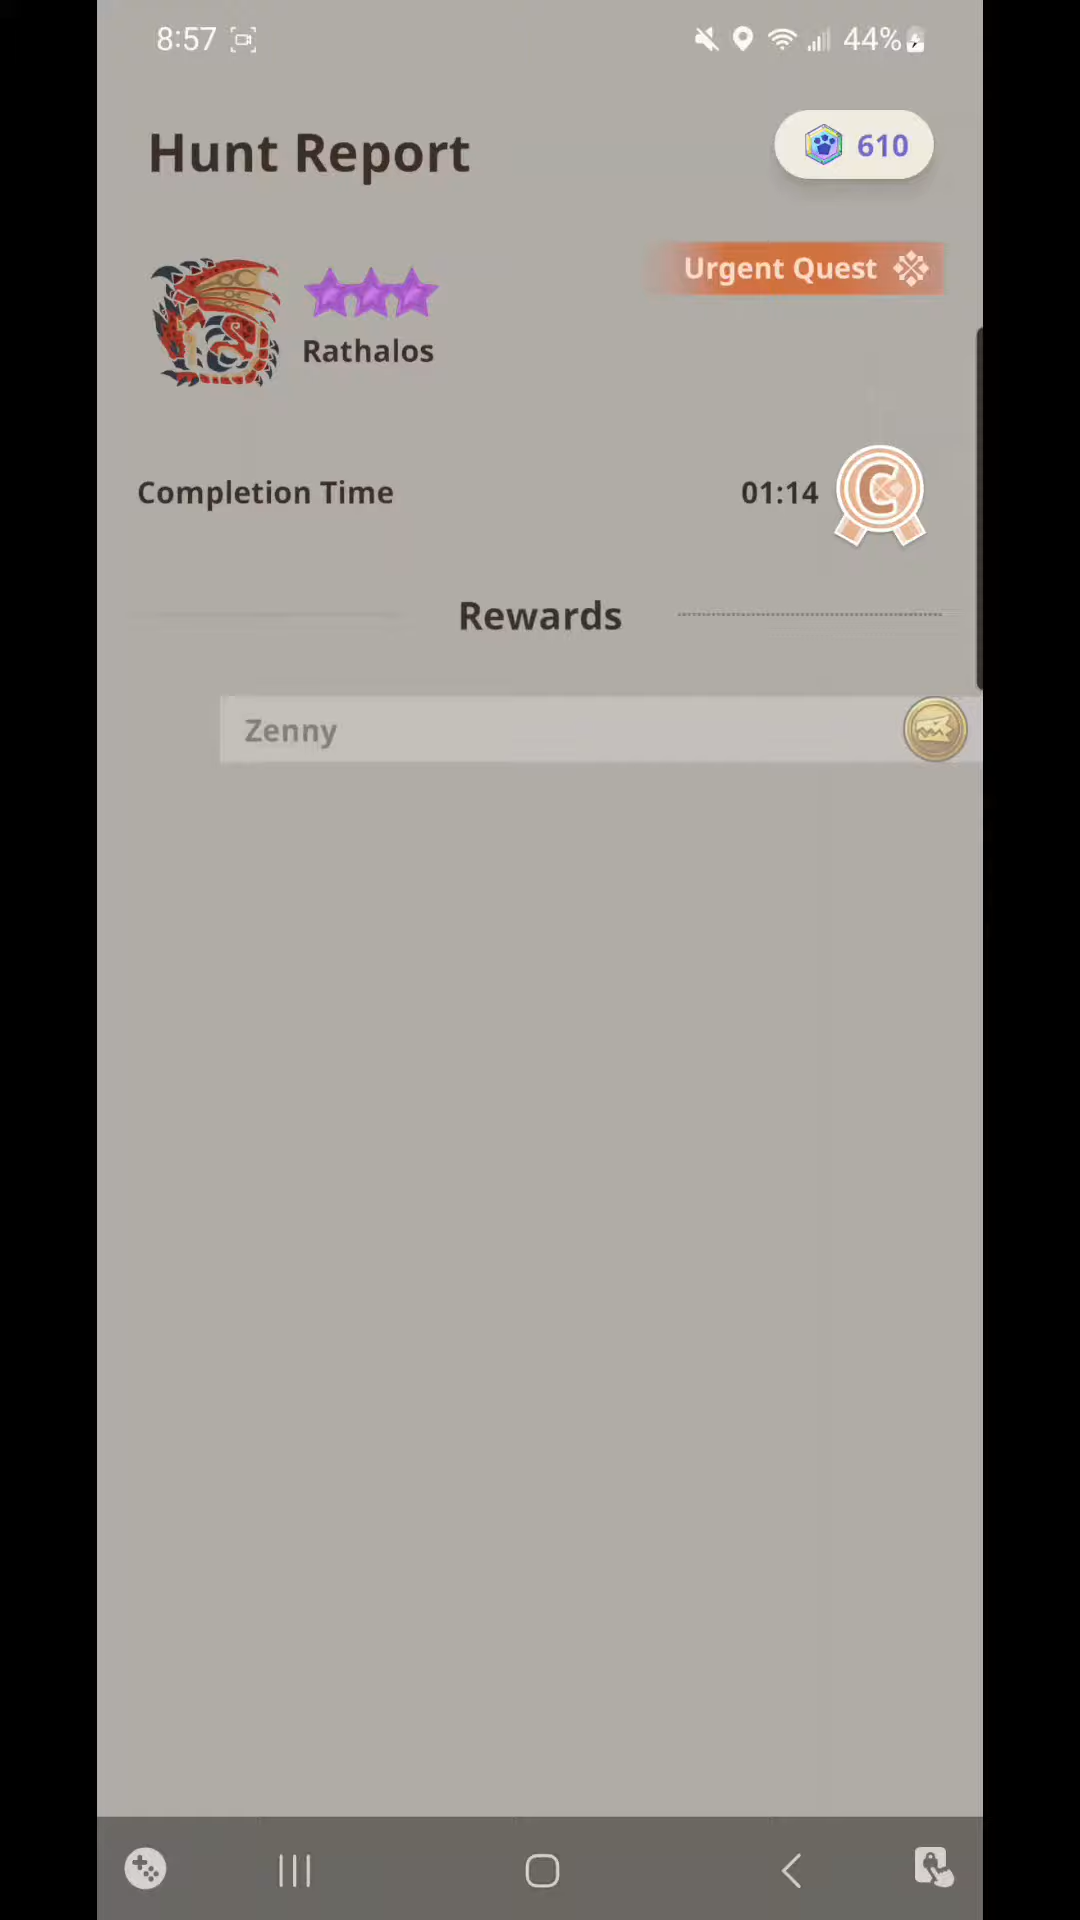 8:57
44%
Hunt Report
610
Urgent Quest
Rathalos
Completion Time
01:14
C
Rewards
Zenny